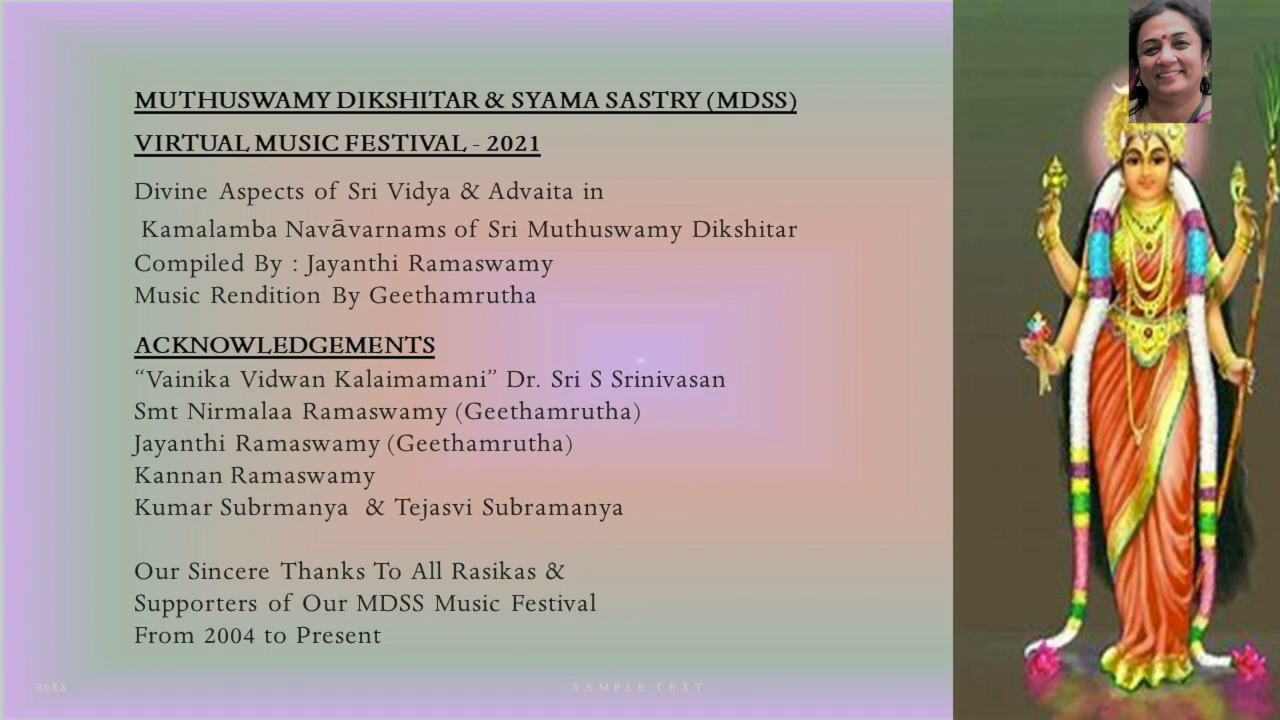 MUTHUSWAMY DIKSHITAR & SYAMA SASTRY (MDSS)
VIRTUAL MUSIC FESTIVAL - 2021
Divine Aspects of Sri Vidya & Advaita in
Kamalamba Navāvarnams of Sri Muthuswamy Dikshitar
Compiled By : Jayanthi Ramaswamy
Music Rendition By Geethamrutha
ACKNOWLEDGEMENTS
“Vainika Vidwan Kalaimamani” Dr. Sri S Srinivasan
Smt Nirmalaa Ramaswamy (Geethamrutha)
Jayanthi Ramaswamy (Geethamrutha)
Kannan Ramaswamy
Kumar Subrmanya & Tejasvi Subramanya
Our Sincere Thanks To All Rasikas &
Supporters of Our MDSS Music Festival
From 2004 to Present
20XX
SAMPLE TEXT